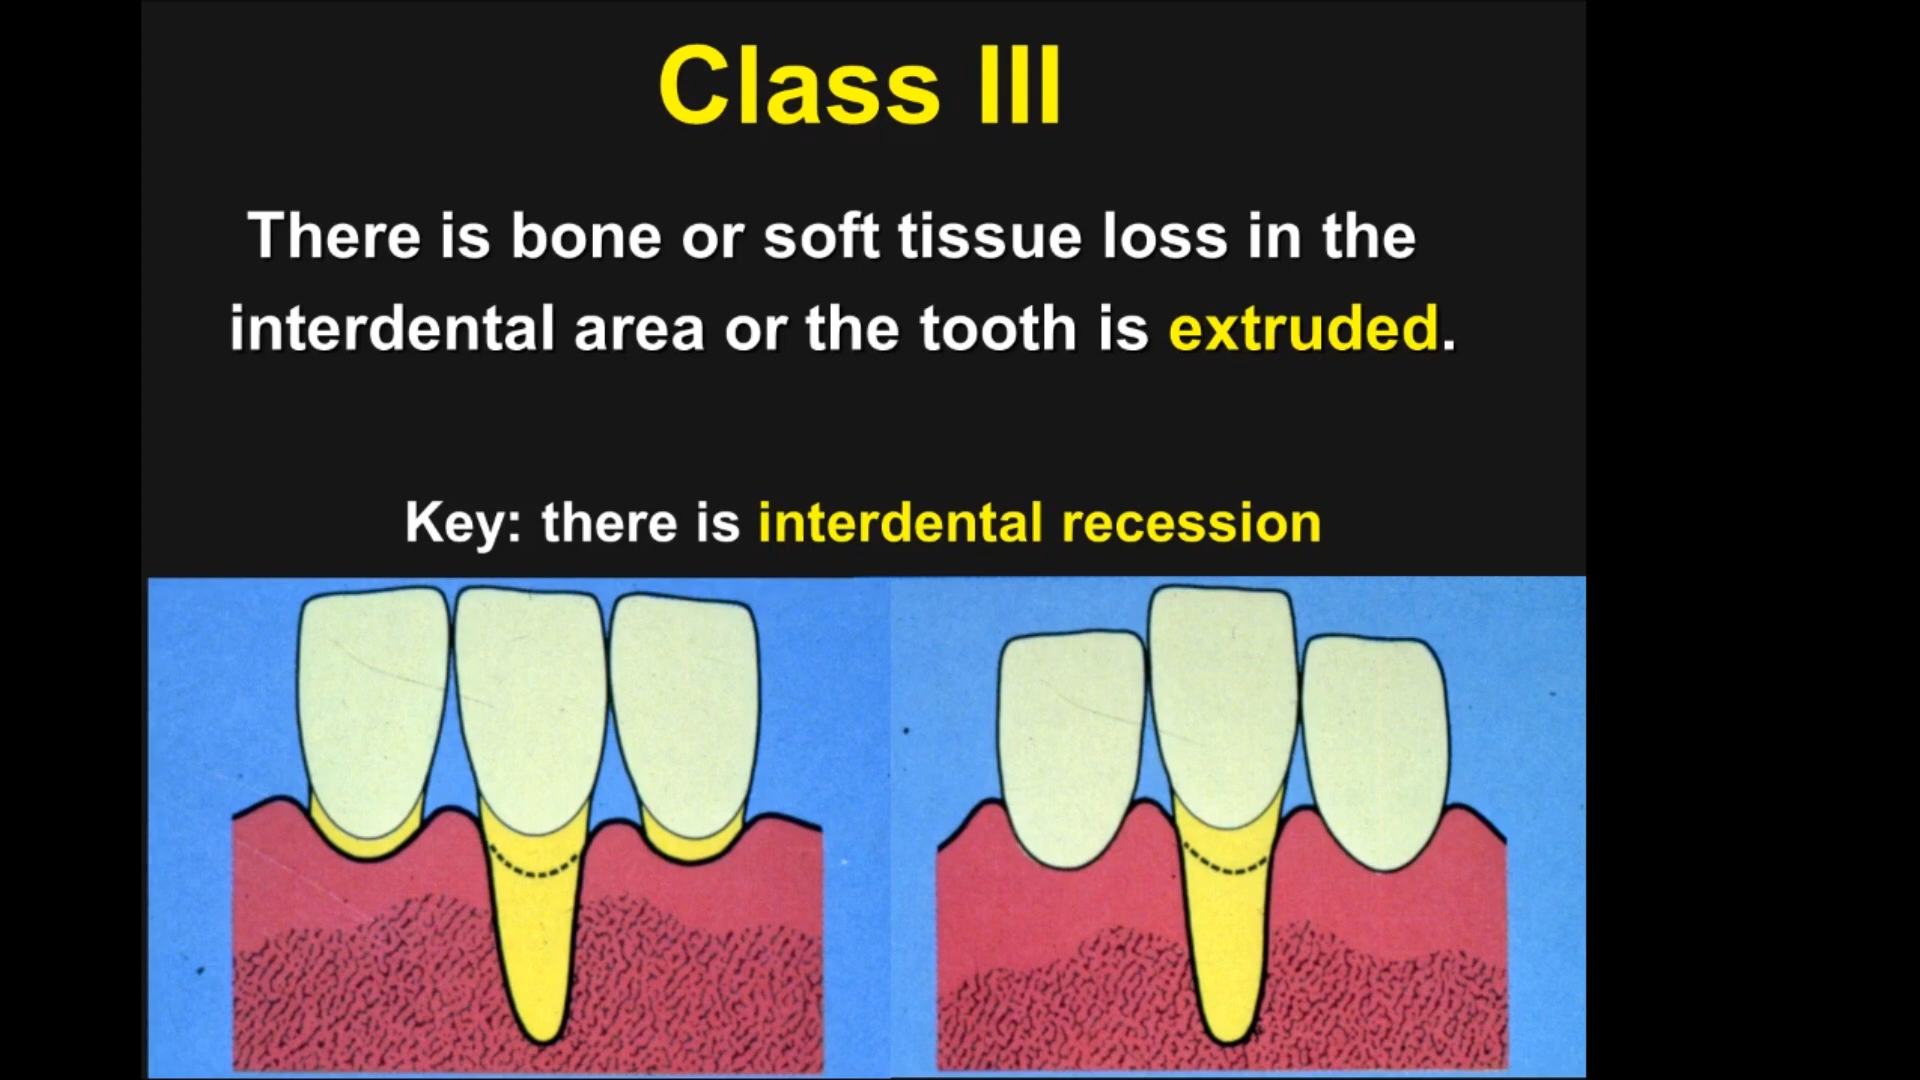 Class III
There is bone or soft tissue loss in the
interdental area or the tooth is extruded.
Key: there is interdental recession